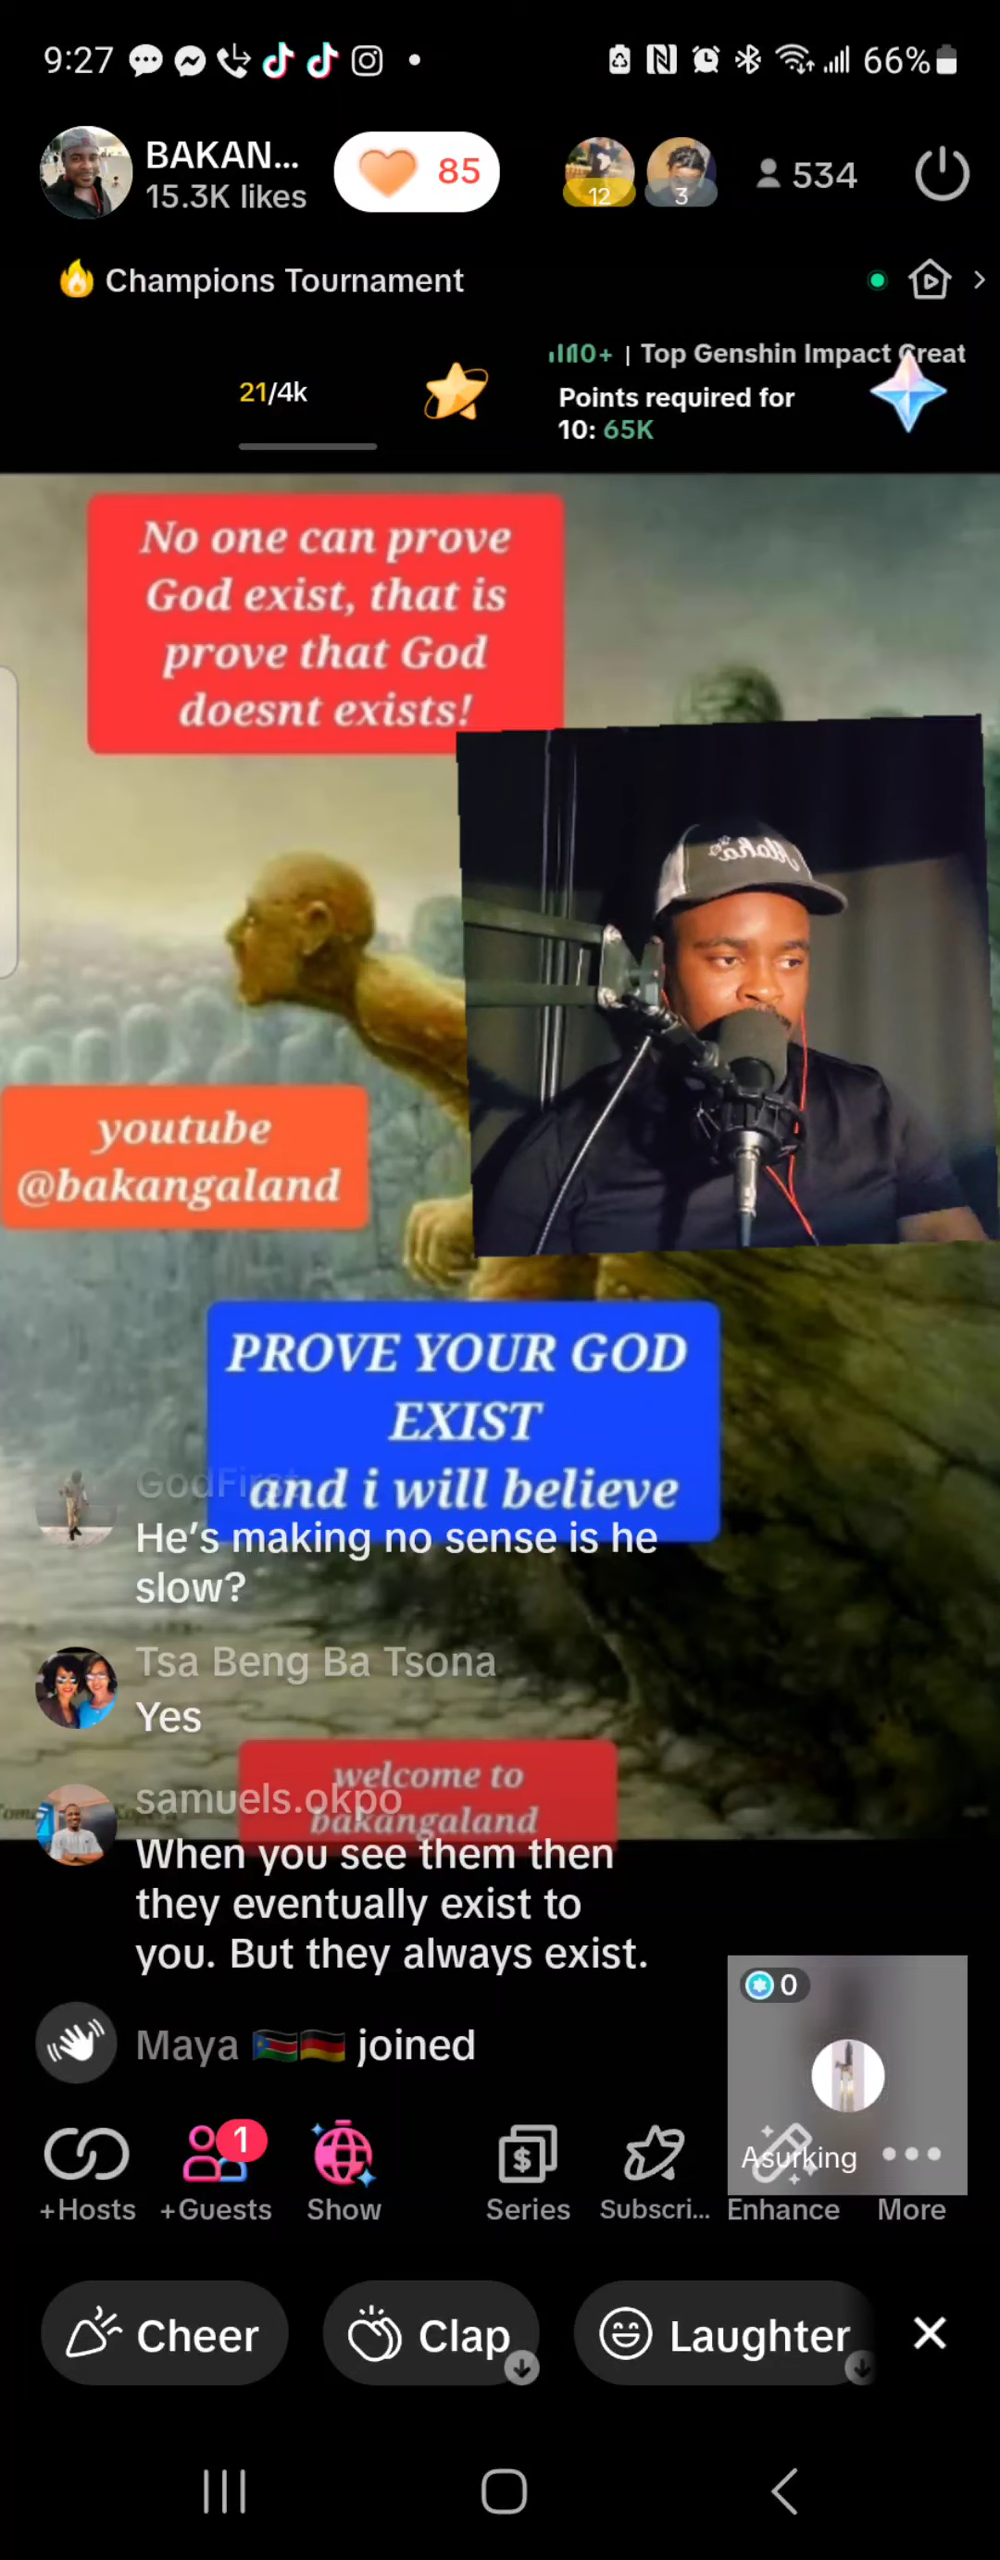 9:27
66%
BAKAN...
15.3K likes
85
12
3
534
Champions Tournament
21/4k
10+ | Top Genshin Impact Creat
Points required for
10: 65K
No one can prove
God exist, that is
prove that God
doesnt exists!
Aloha
youtube
@bakangaland
PROVE YOUR GOD
EXIST
and i will believe
GodFirst
He's making no sense is he
slow?
Tsa Beng Ba Tsona
Yes
welcome to
bakangaland
samuels.okpo
When you see them then
they eventually exist to
you. But they always exist.
0
Maya 🇸🇸🇩🇪 joined
Asurking
1
+Hosts
+Guests
Show
Series
Subscri...
Enhance
More
Cheer
Clap
Laughter